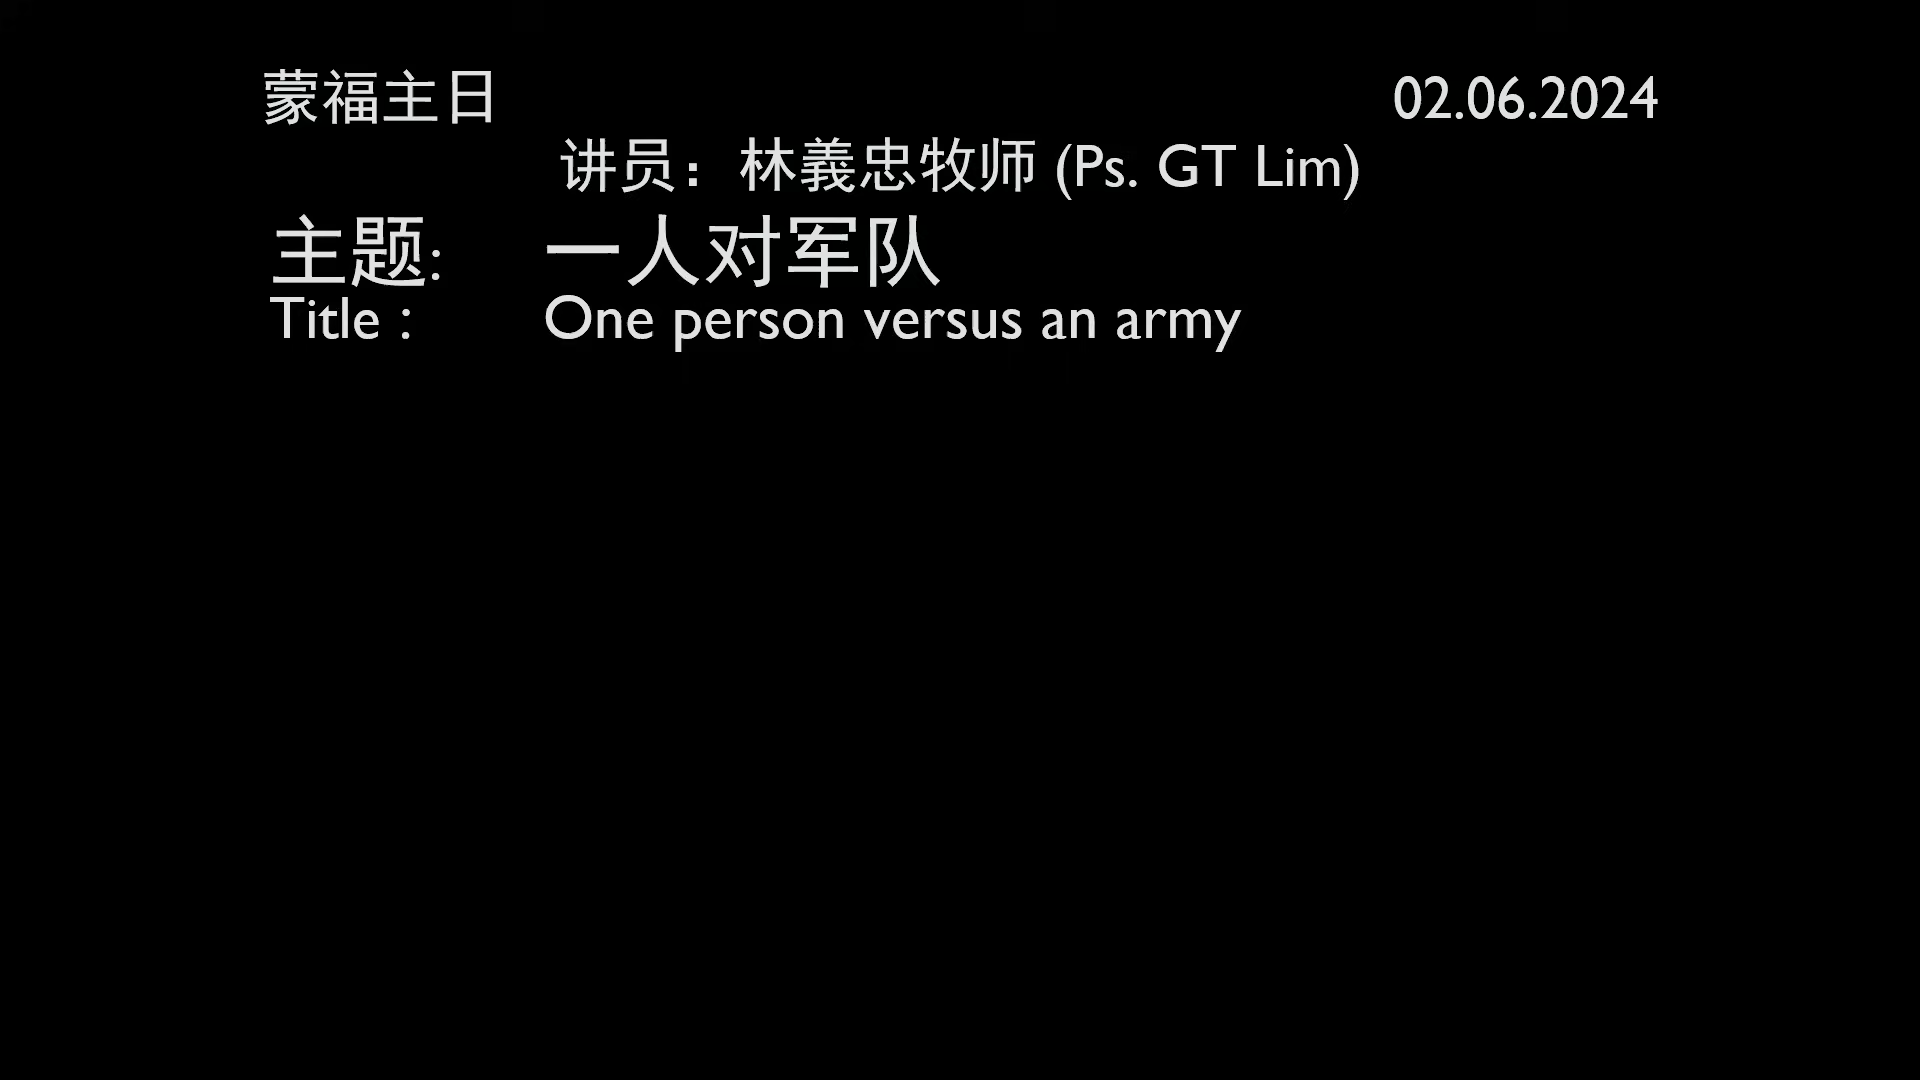 蒙福主日 02.06.2024
讲员：林義忠牧师 (Ps. GT Lim)
主题: 一人对军队
Title : One person versus an army